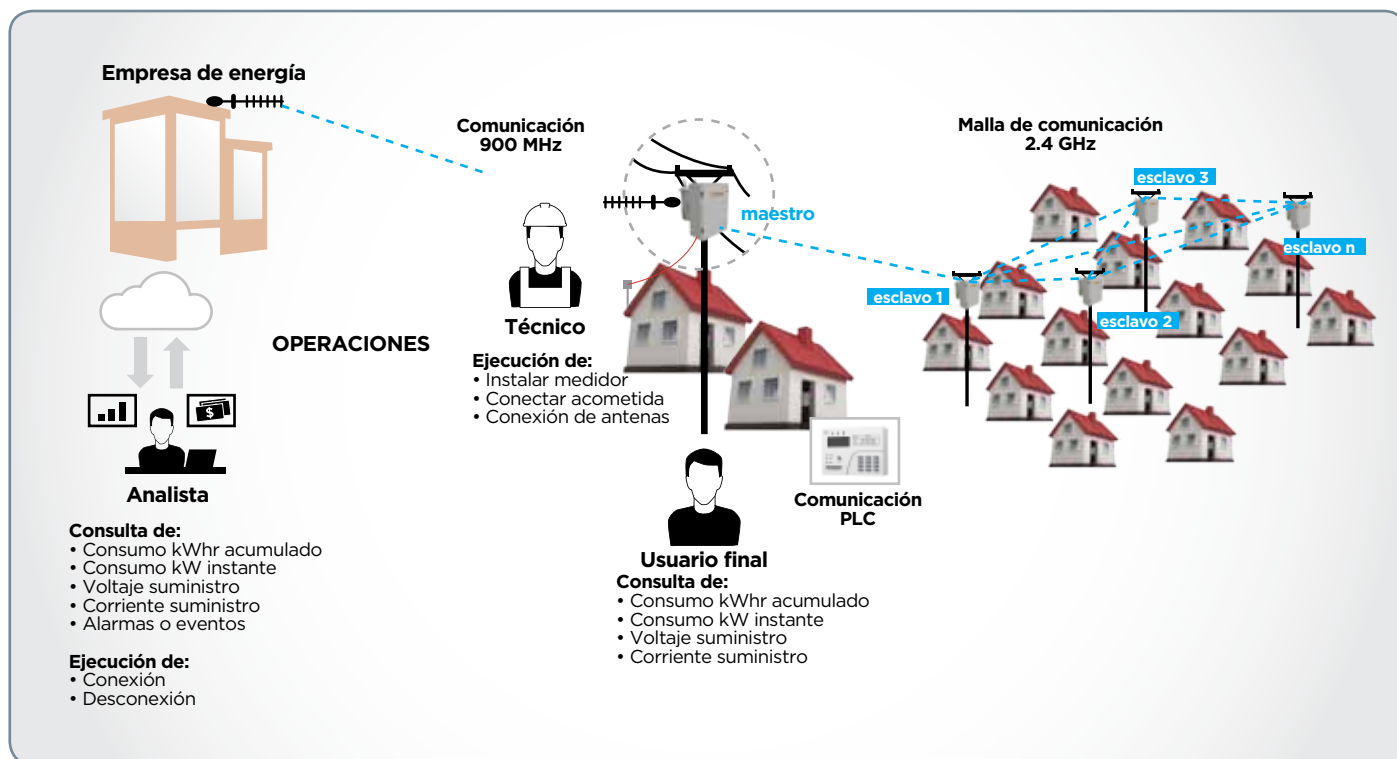 Empresa de energía
Comunicación
900 MHz
Malla de comunicación
2.4 GHz
maestro
esclavo 3
esclavo n
esclavo 1
esclavo 2
OPERACIONES
Técnico
Ejecución de:
• Instalar medidor
• Conectar acometida
• Conexión de antenas
$
Analista
Consulta de:
• Consumo kWhr acumulado
• Consumo kW instante
• Voltaje suministro
• Corriente suministro
• Alarmas o eventos
Ejecución de:
• Conexión
• Desconexión
Comunicación
PLC
Usuario final
Consulta de:
• Consumo kWhr acumulado
• Consumo kW instante
• Voltaje suministro
• Corriente suministro